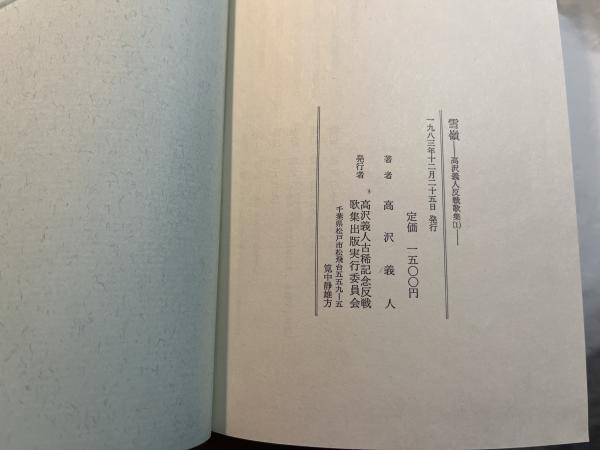 雪嶺――高沢義人反戦歌集(1)――
一九八三年十二月二十五日 発行
定価 一五〇〇円
著者 高沢義人
発行者 高沢義人古稀記念反戦
歌集出版実行委員会
千葉県松戸市松飛台五五九―五
筧中静雄方